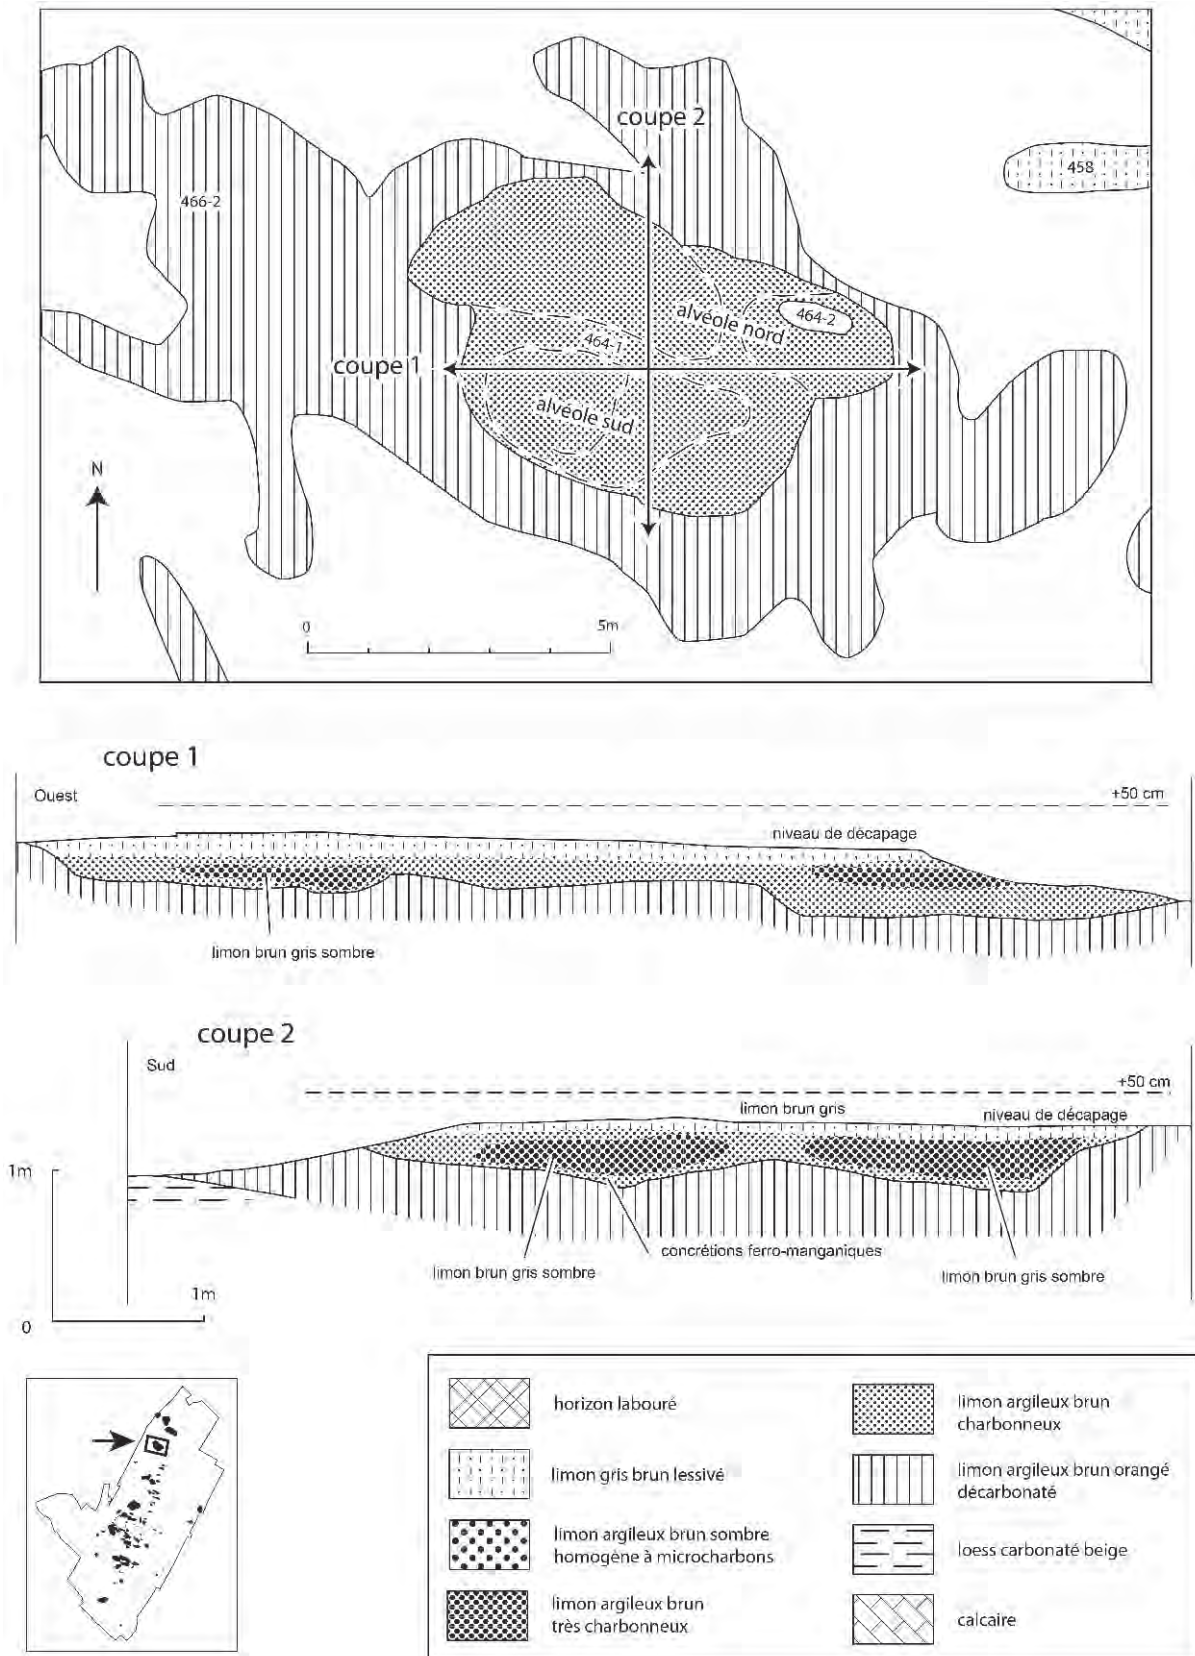 coupe 2
458
466-2
464-2
alvéole nord
464-1
coupe 1
alvéole sud
N
0 5m
coupe 1
Ouest
+50 cm
niveau de décapage
limon brun gris sombre
coupe 2
Sud
+50 cm
limon brun gris
niveau de décapage
1m
concrétions ferro-manganiques
limon brun gris sombre
limon brun gris sombre
1m
0
horizon labouré
limon gris brun lessivé
limon argileux brun sombre
homogène à microcharbons
limon argileux brun
très charbonneux
limon argileux brun
charbonneux
limon argileux brun orangé
décarbonaté
loess carbonaté beige
calcaire